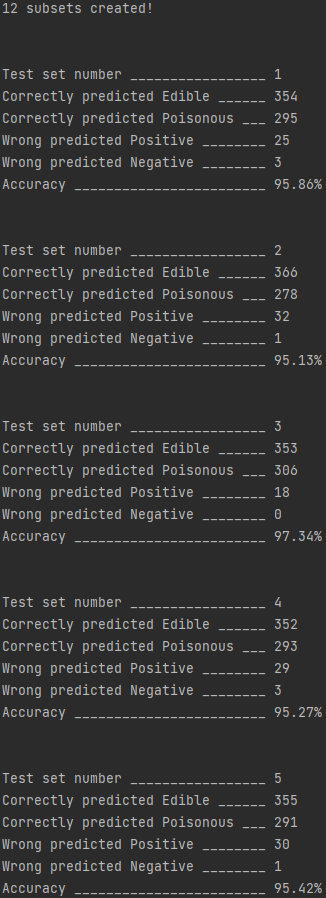 12 subsets created!
Test set number _________________ 1
Correctly predicted Edible ______ 354
Correctly predicted Poisonous ___ 295
Wrong predicted Positive ________ 25
Wrong predicted Negative ________ 3
Accuracy ________________________ 95.86%
Test set number _________________ 2
Correctly predicted Edible ______ 366
Correctly predicted Poisonous ___ 278
Wrong predicted Positive ________ 32
Wrong predicted Negative ________ 1
Accuracy ________________________ 95.13%
Test set number _________________ 3
Correctly predicted Edible ______ 353
Correctly predicted Poisonous ___ 306
Wrong predicted Positive ________ 18
Wrong predicted Negative ________ 0
Accuracy ________________________ 97.34%
Test set number _________________ 4
Correctly predicted Edible ______ 352
Correctly predicted Poisonous ___ 293
Wrong predicted Positive ________ 29
Wrong predicted Negative ________ 3
Accuracy ________________________ 95.27%
Test set number _________________ 5
Correctly predicted Edible ______ 355
Correctly predicted Poisonous ___ 291
Wrong predicted Positive ________ 30
Wrong predicted Negative ________ 1
Accuracy ________________________ 95.42%